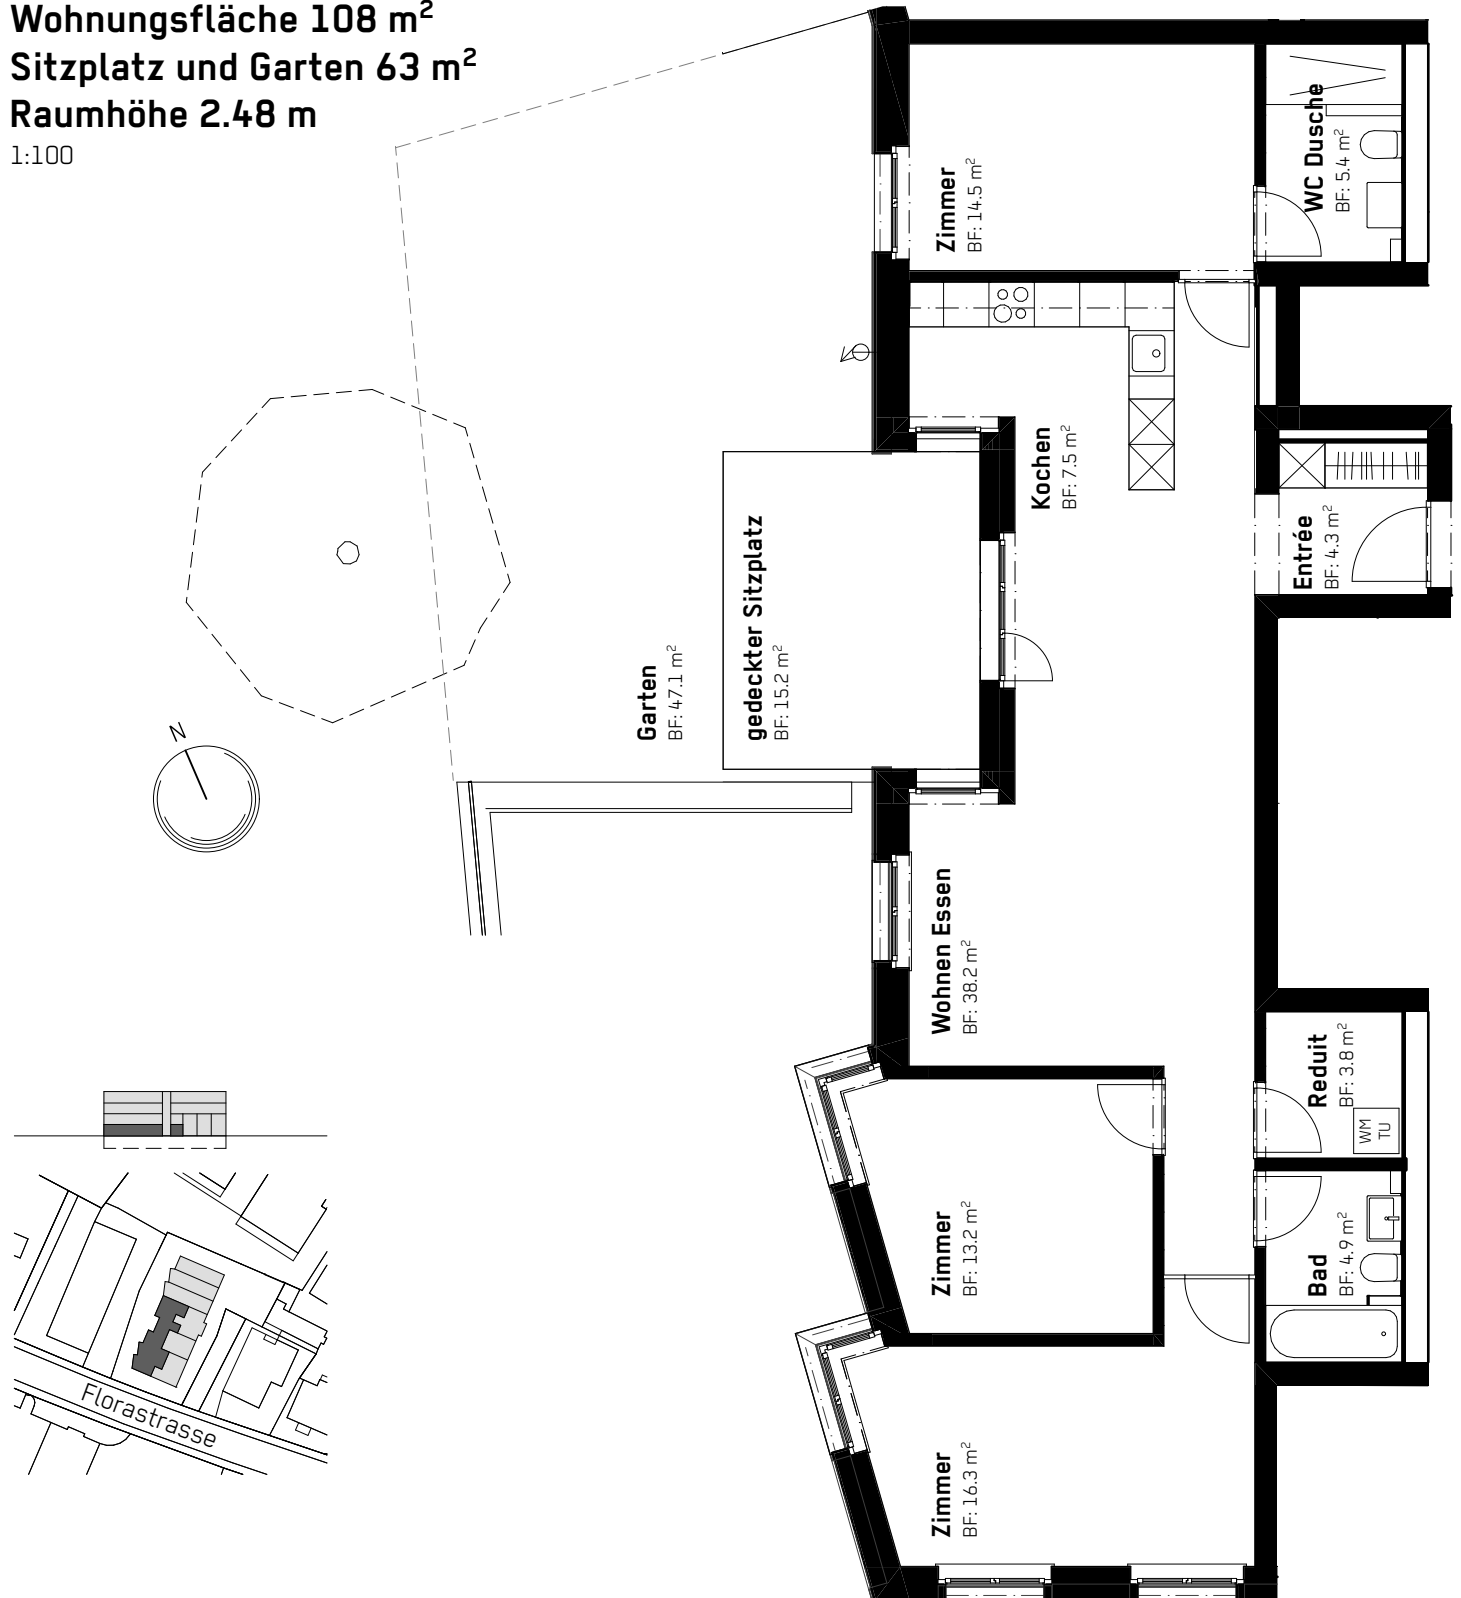 Wohnungsfläche 108 m²
Sitzplatz und Garten 63 m²
Raumhöhe 2.48 m
1:100
Zimmer
BF: 14.5 m²
WC Dusche
BF: 5.4 m²
Kochen
BF: 7.5 m²
Entrée
BF: 4.3 m²
gedeckter Sitzplatz
BF: 15.2 m²
Garten
BF: 47.1 m²
N
Wohnen Essen
BF: 38.2 m²
Reduit
BF: 3.8 m²
WM
TU
Zimmer
BF: 13.2 m²
Bad
BF: 4.9 m²
Zimmer
BF: 16.3 m²
Florastrasse